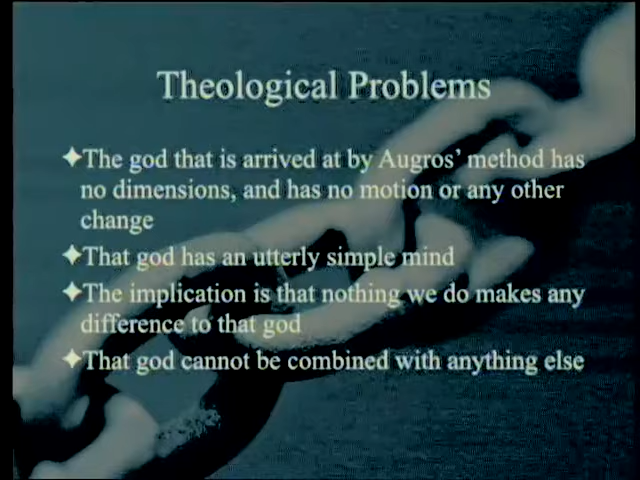 Theological Problems
✦The god that is arrived at by Augros' method has
no dimensions, and has no motion or any other
change
✦That god has an utterly simple mind
✦The implication is that nothing we do makes any
difference to that god
✦That god cannot be combined with anything else